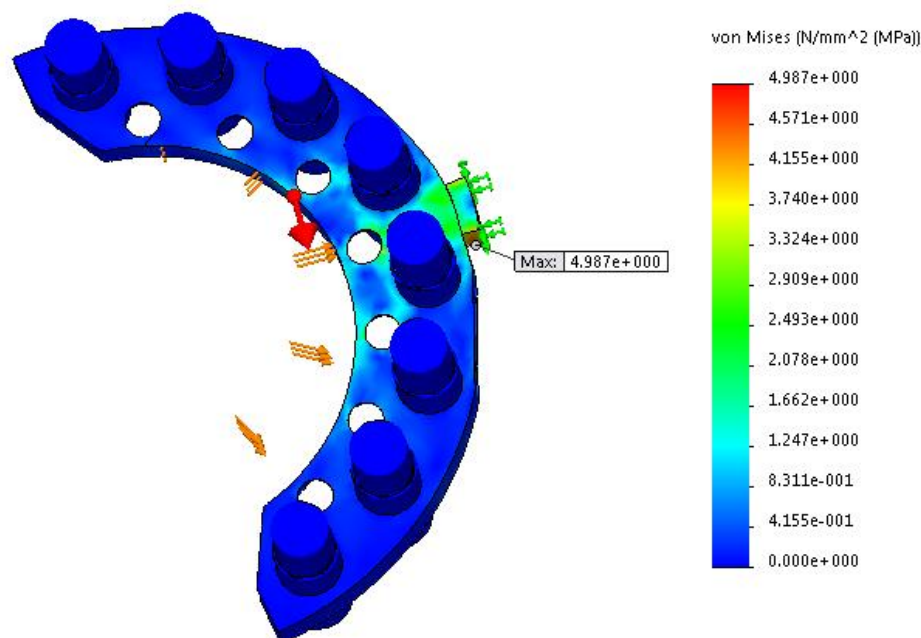 von Mises (N/mm^2 (MPa))
4.987e+000
4.571e+000
4.155e+000
3.740e+000
3.324e+000
2.909e+000
2.493e+000
2.078e+000
1.662e+000
1.247e+000
8.311e-001
4.155e-001
0.000e+000
Max: 4.987e+000